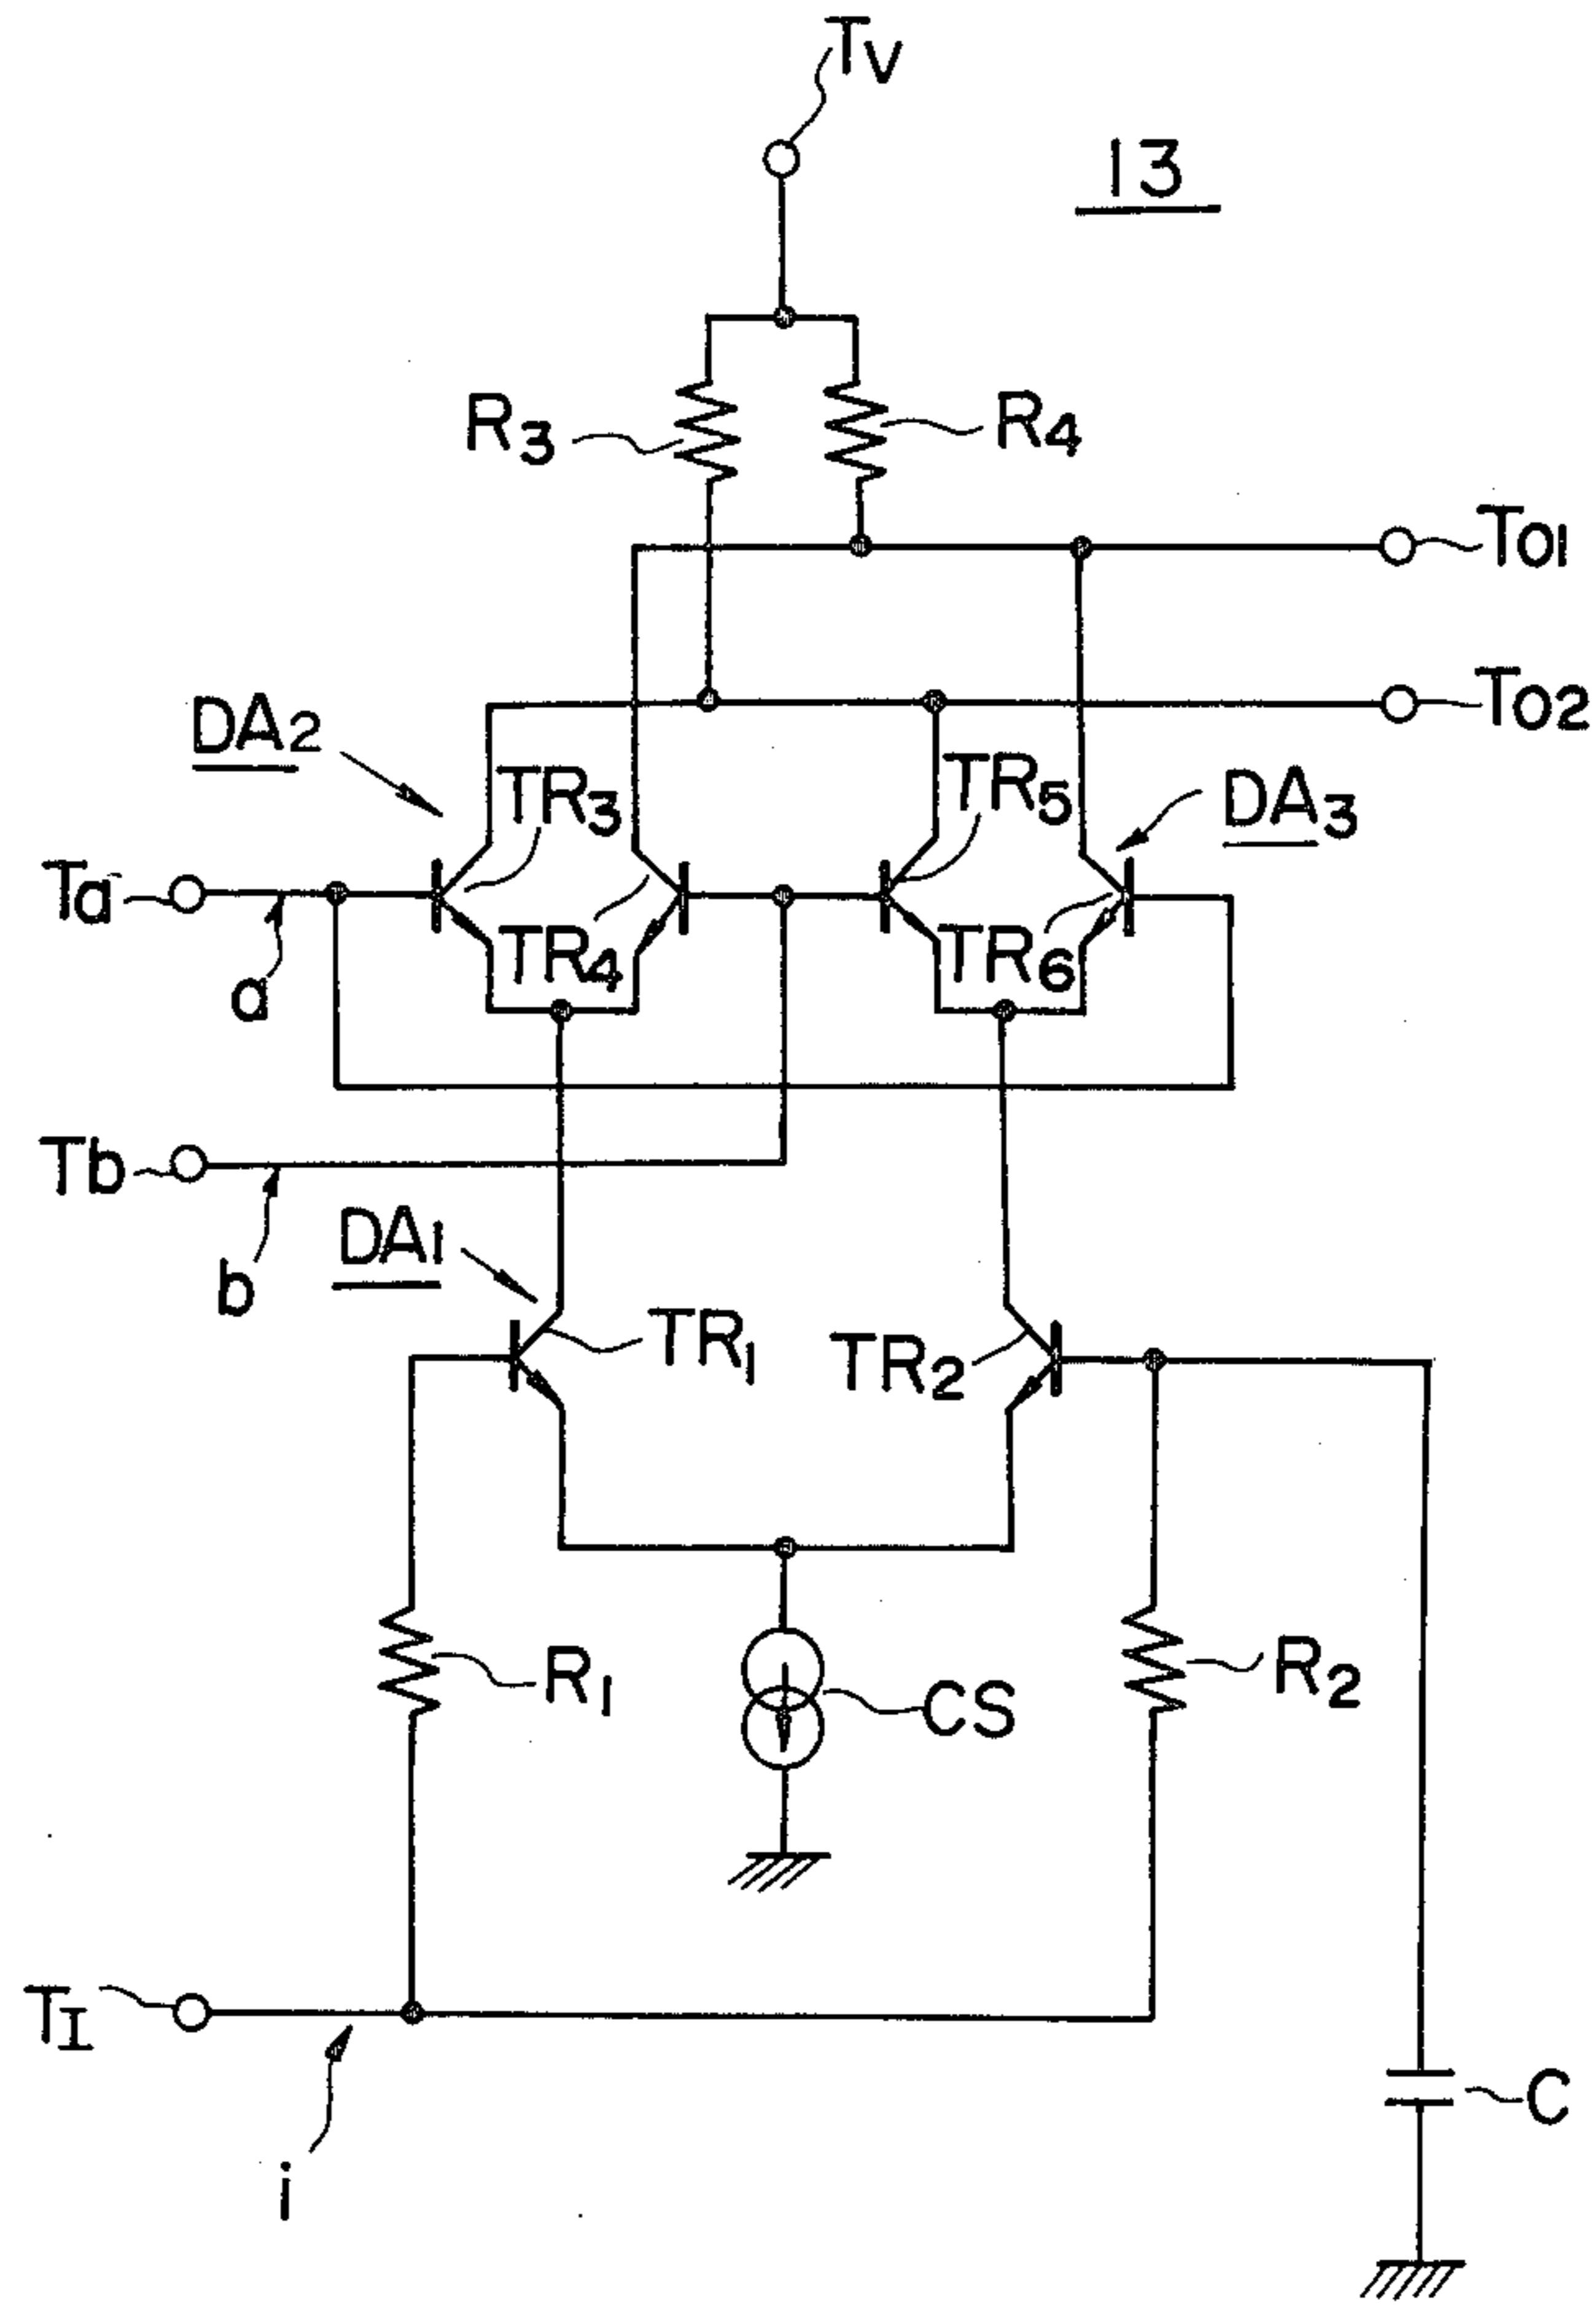 Tv
13
R3
R4
To1
To2
DA2
TR3
TR5
DA3
Ta
TR4
TR6
a
Tb
DA1
b
TR1
TR2
R1
CS
R2
TI
C
i